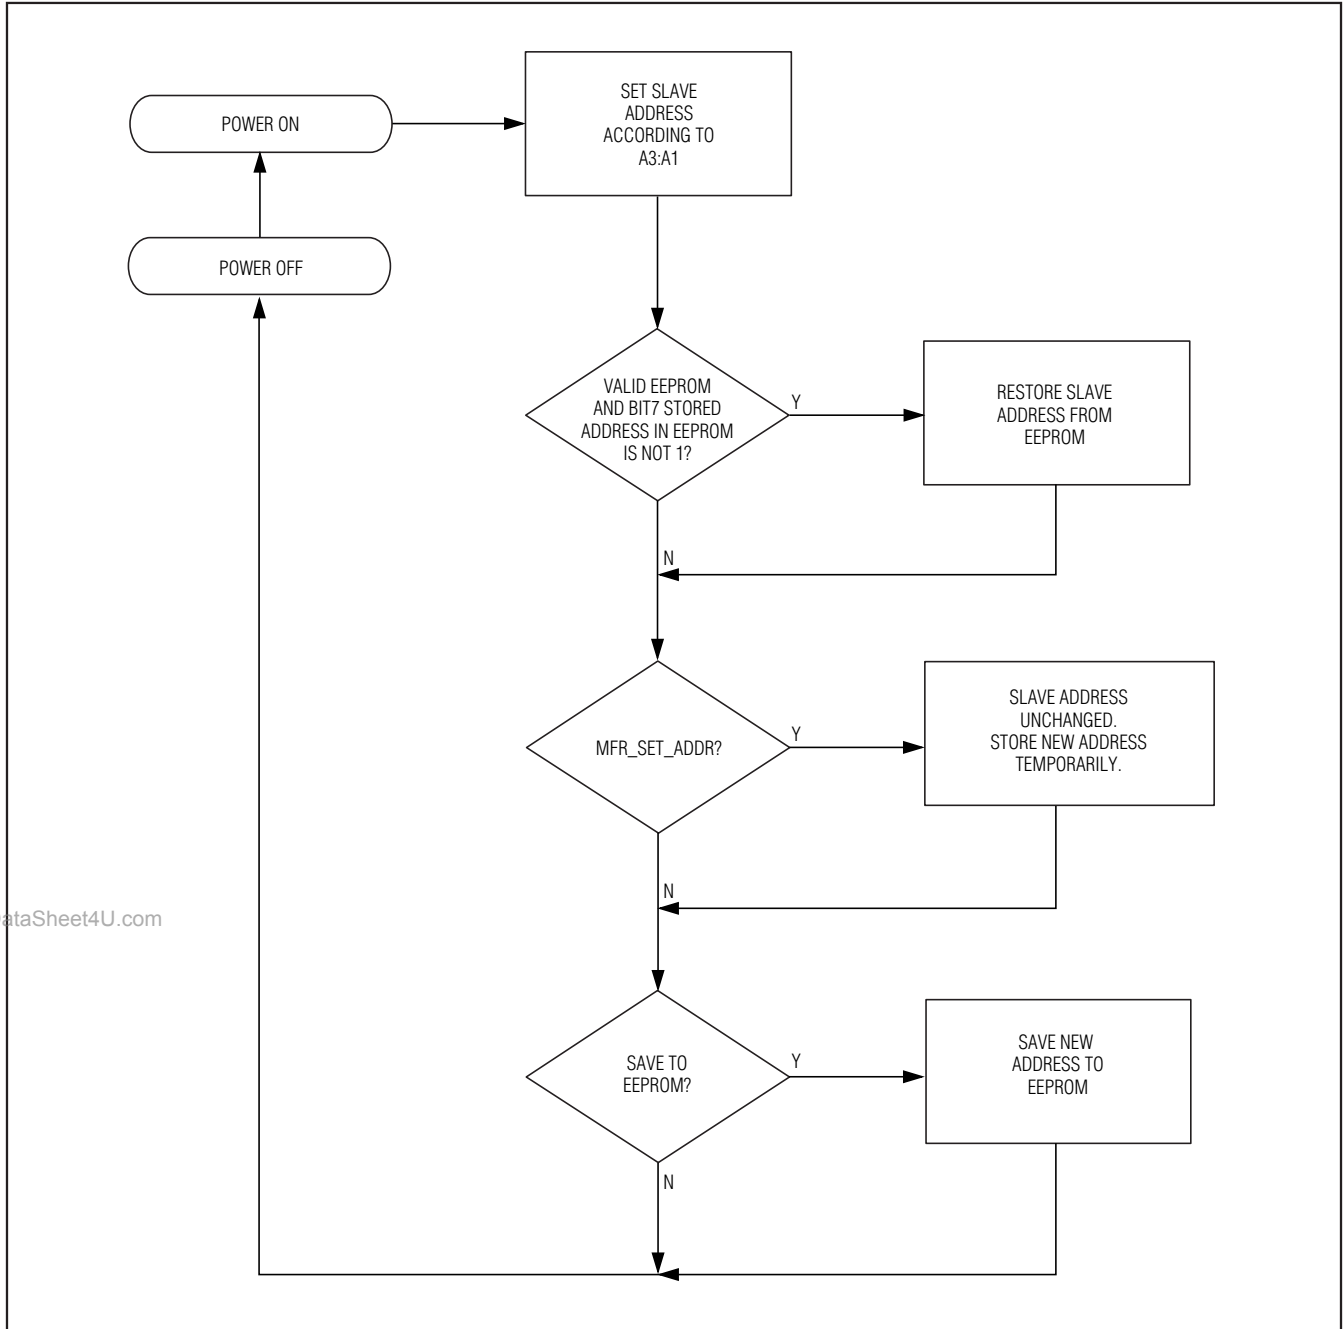 POWER ON
SET SLAVE
ADDRESS
ACCORDING TO
A3:A1
POWER OFF
VALID EEPROM
AND BIT7 STORED
ADDRESS IN EEPROM
IS NOT 1?
Y
RESTORE SLAVE
ADDRESS FROM
EEPROM
N
MFR_SET_ADDR?
Y
SLAVE ADDRESS
UNCHANGED.
STORE NEW ADDRESS
TEMPORARILY.
N
ataSheet4U.com
SAVE TO
EEPROM?
Y
SAVE NEW
ADDRESS TO
EEPROM
N